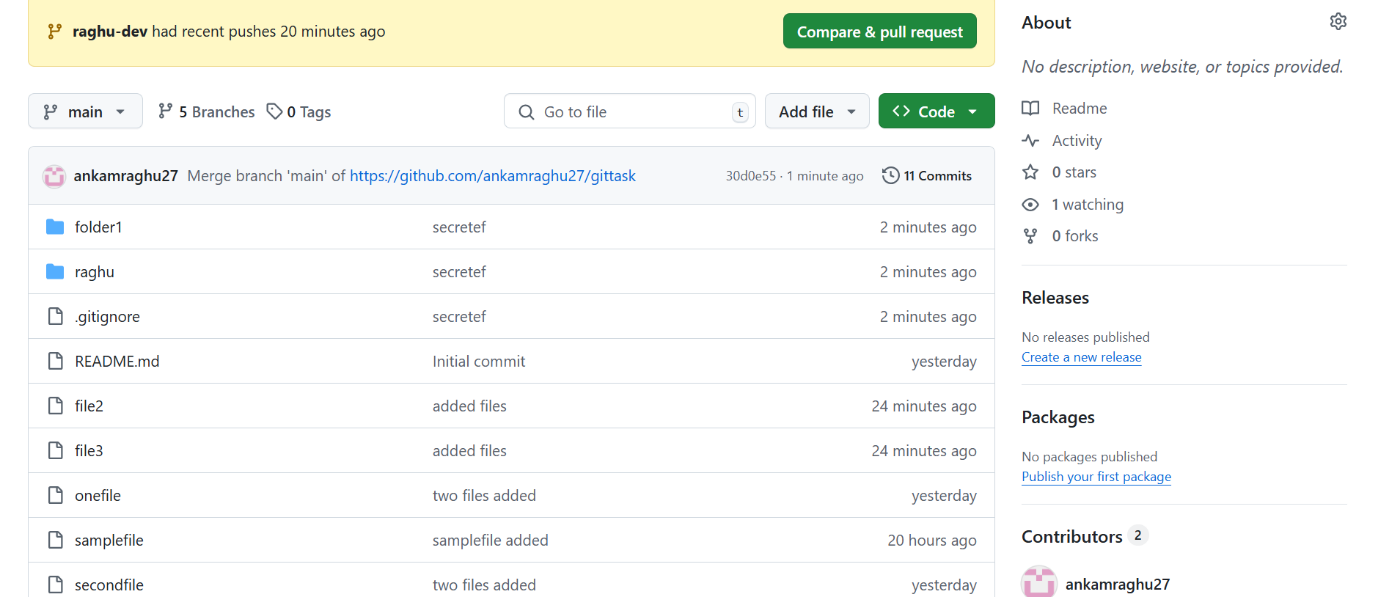 raghu-dev had recent pushes 20 minutes ago
Compare & pull request
main
5 Branches
0 Tags
Go to file
t
Add file
Code
ankamraghu27 Merge branch 'main' of https://github.com/ankamraghu27/gittask
30d0e55 · 1 minute ago
11 Commits
folder1 secretef 2 minutes ago
raghu secretef 2 minutes ago
.gitignore secretef 2 minutes ago
README.md Initial commit yesterday
file2 added files 24 minutes ago
file3 added files 24 minutes ago
onefile two files added yesterday
samplefile samplefile added 20 hours ago
secondfile two files added yesterday
About
No description, website, or topics provided.
Readme
Activity
0 stars
1 watching
0 forks
Releases
No releases published
Create a new release
Packages
No packages published
Publish your first package
Contributors 2
ankamraghu27